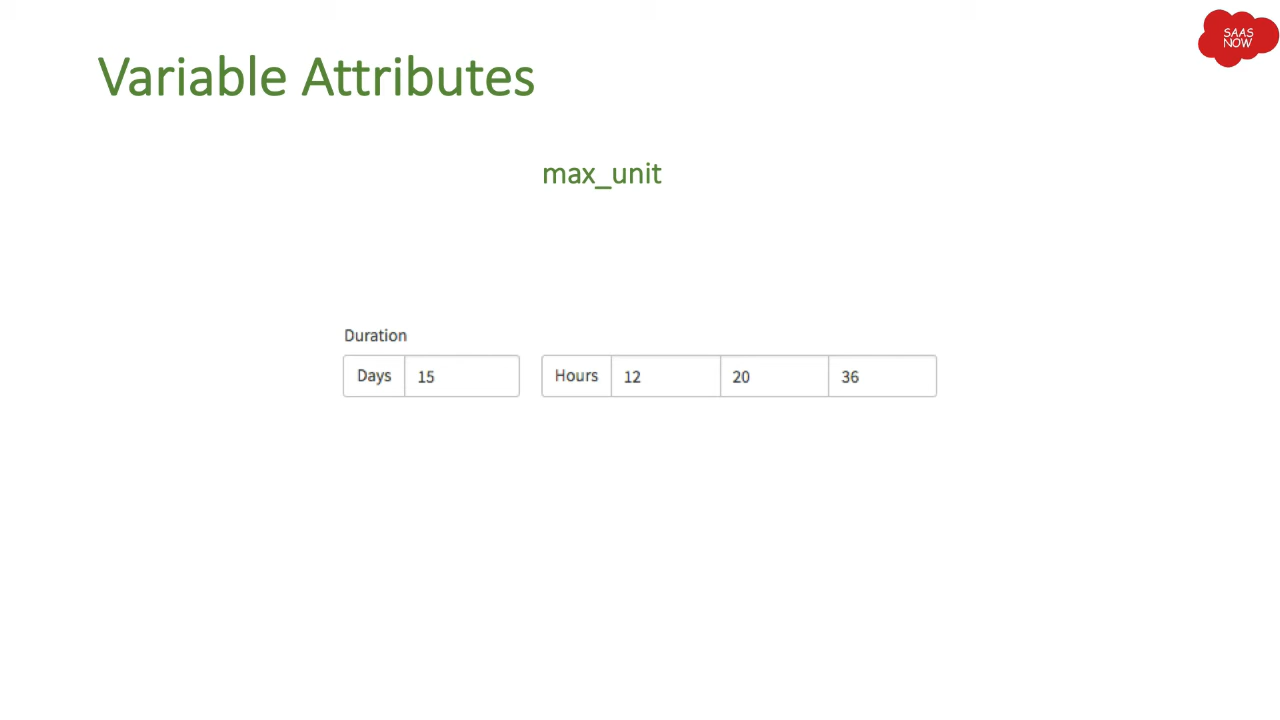 SAAS
NOW
Variable Attributes
max_unit
Duration
Days 15 Hours 12 20 36